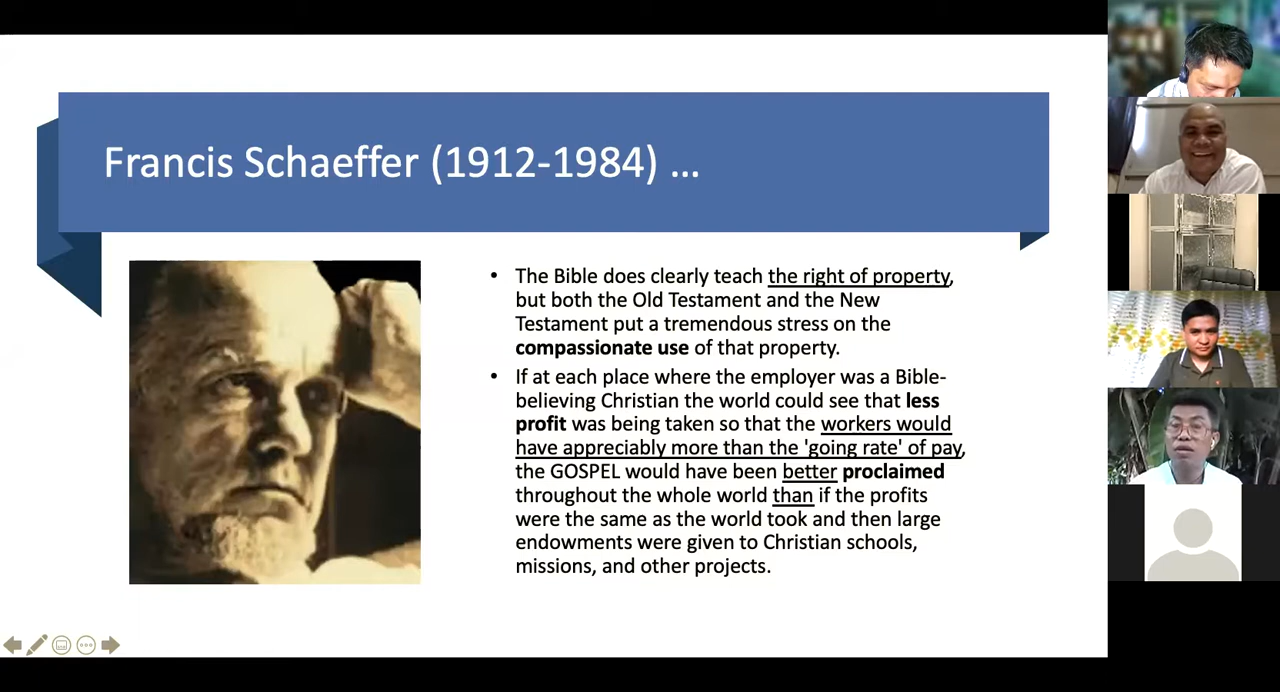 Francis Schaeffer (1912-1984) ...
• The Bible does clearly teach the right of property,
but both the Old Testament and the New
Testament put a tremendous stress on the
compassionate use of that property.
• If at each place where the employer was a Bible-
believing Christian the world could see that less
profit was being taken so that the workers would
have appreciably more than the 'going rate' of pay,
the GOSPEL would have been better proclaimed
throughout the whole world than if the profits
were the same as the world took and then large
endowments were given to Christian schools,
missions, and other projects.